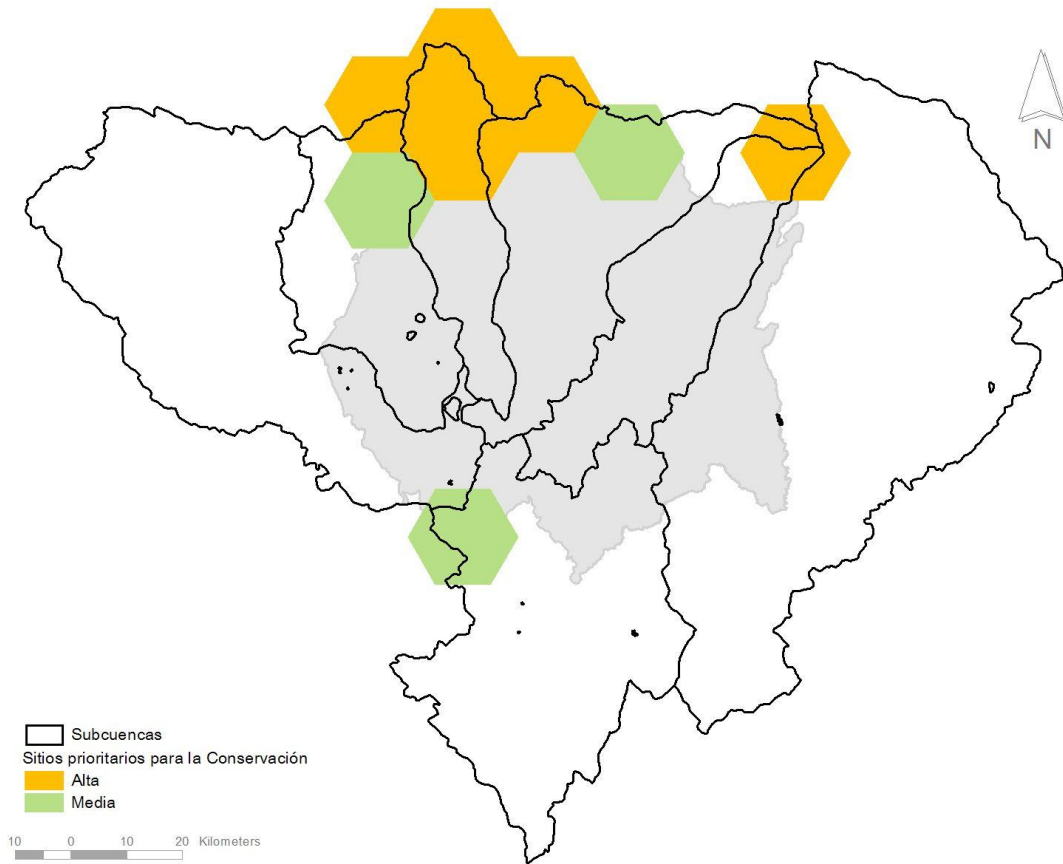 N
Subcuencas
Sitios prioritarios para la Conservación
Alta
Media
10 0 10 20 Kilometers